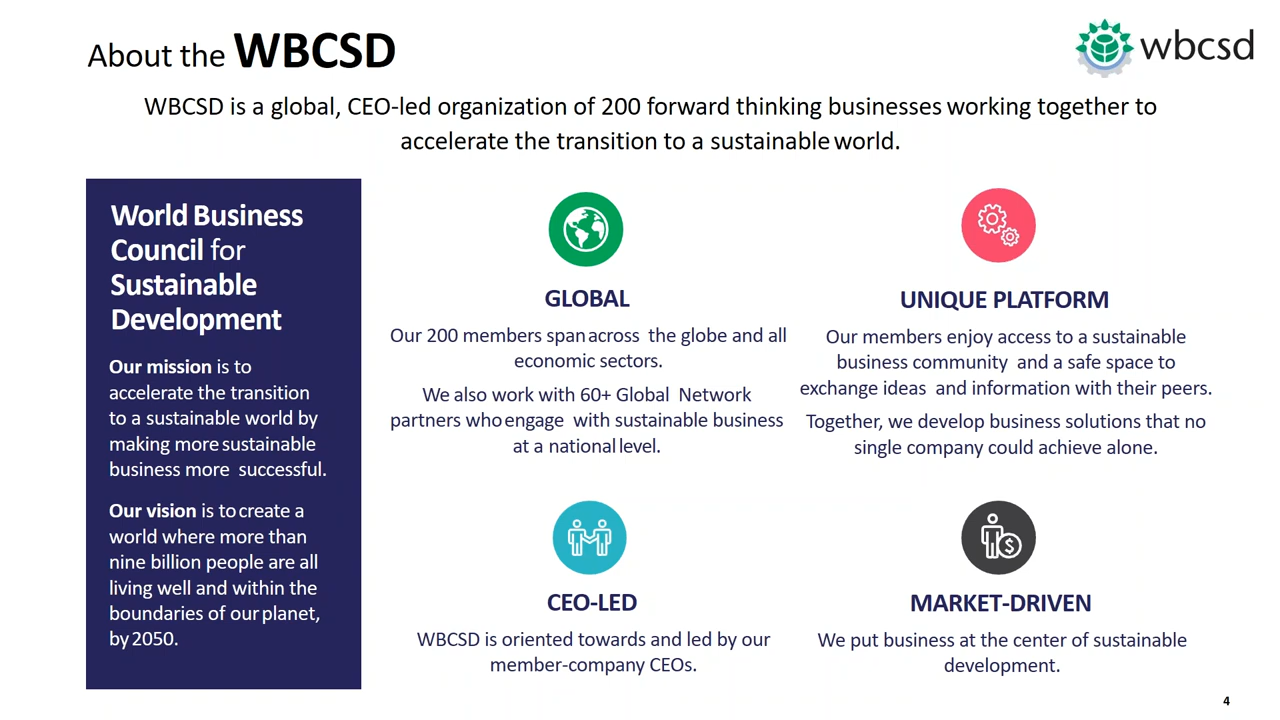 About the WBCSD
wbcsd
WBCSD is a global, CEO-led organization of 200 forward thinking businesses working together to
accelerate the transition to a sustainable world.
World Business
Council for
Sustainable
Development
Our mission is to
accelerate the transition
to a sustainable world by
making more sustainable
business more successful.
Our vision is to create a
world where more than
nine billion people are all
living well and within the
boundaries of our planet,
by 2050.
GLOBAL
Our 200 members span across the globe and all
economic sectors.
We also work with 60+ Global Network
partners who engage with sustainable business
at a national level.
UNIQUE PLATFORM
Our members enjoy access to a sustainable
business community and a safe space to
exchange ideas and information with their peers.
Together, we develop business solutions that no
single company could achieve alone.
CEO-LED
WBCSD is oriented towards and led by our
member-company CEOs.
MARKET-DRIVEN
We put business at the center of sustainable
development.
4